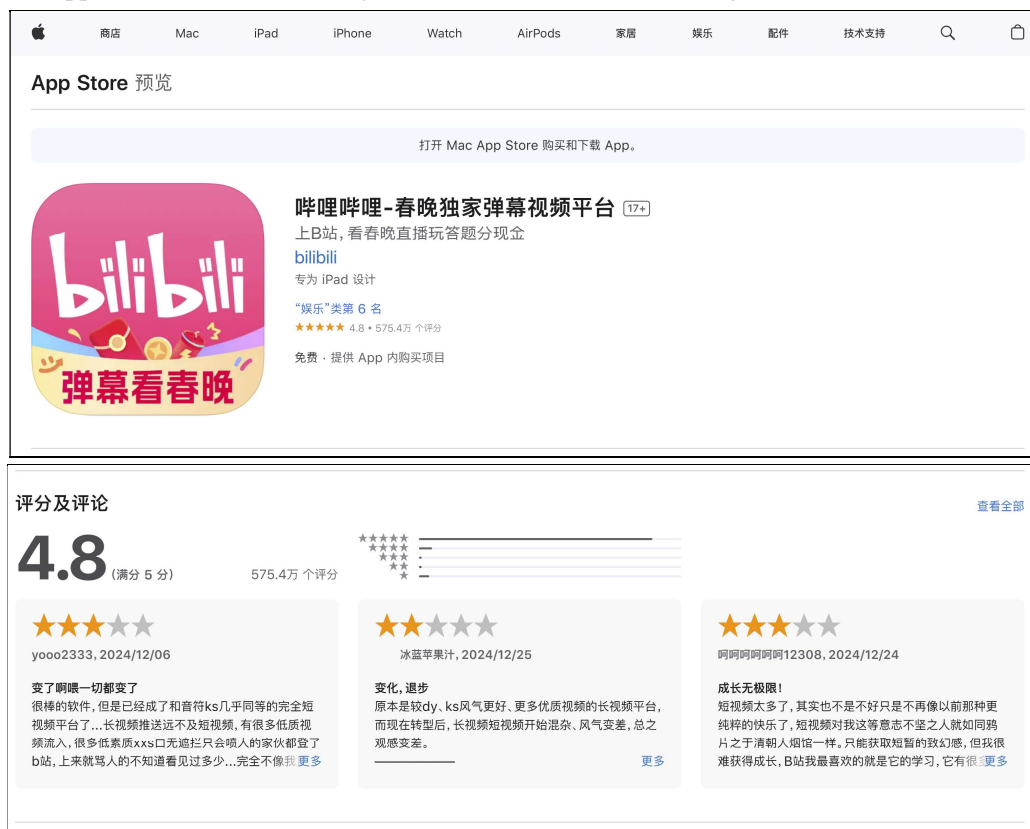 商店 Mac iPad iPhone Watch AirPods 家居 娱乐 配件 技术支持
App Store 预览
打开 Mac App Store 购买和下载 App。
bilibili
弹幕看春晚
哔哩哔哩-春晚独家弹幕视频平台 17+
上B站,看春晚直播玩答题分现金
bilibili
专为 iPad 设计
“娱乐”类第 6 名
★★★★★ 4.8 • 575.4万 个评分
免费 · 提供 App 内购买项目
评分及评论
查看全部
4.8 (满分 5 分)
575.4万 个评分
yooo2333, 2024/12/06
变了啊喂一切都变了
很棒的软件,但是已经成了和音符ks几乎同等的完全短
视频平台了...长视频推送远不及短视频,有很多低质视
频流入,很多低素质xxs口无遮拦只会喷人的家伙都登了
b站,上来就骂人的不知道看见过多少...完全不像我 更多
冰蓝苹果汁, 2024/12/25
变化,退步
原本是较dy、ks风气更好、更多优质视频的长视频平台,
而现在转型后,长视频短视频开始混杂、风气变差,总之
观感变差。
更多
呵呵呵呵呵12308, 2024/12/24
成长无极限!
短视频太多了,其实也不是不好只是不再像以前那种更
纯粹的快乐了,短视频对我这等意志不坚之人就如同鸦
片之于清朝人烟馆一样。只能获取短暂的致幻感,但我很
难获得成长,B站我最喜欢的就是它的学习,它有很 更多